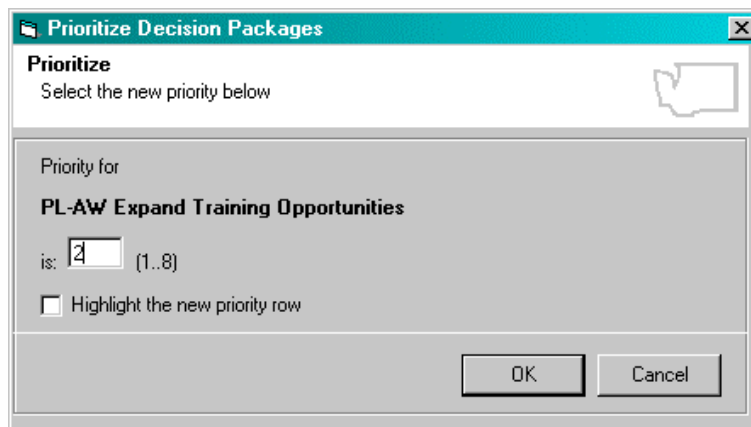 Prioritize Decision Packages
Prioritize
Select the new priority below
Priority for
PL-AW Expand Training Opportunities
is: 2 (1..8)
Highlight the new priority row
OK Cancel